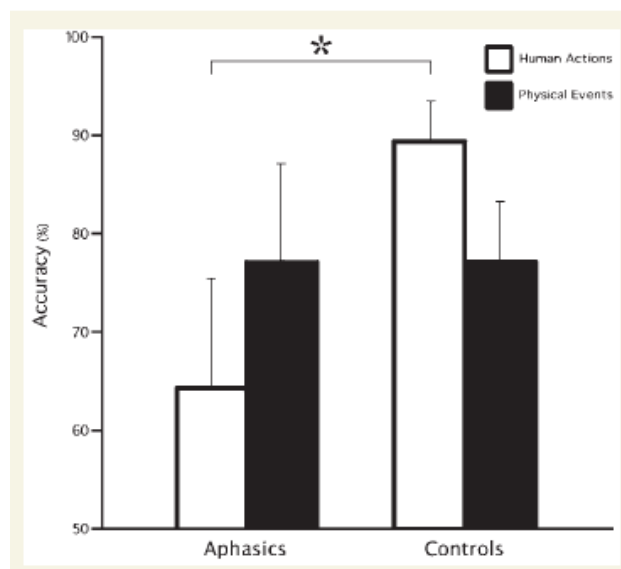 100
*
Human Actions
Physical Events
90
80
70
60
50
Accuracy (%)
Aphasics
Controls